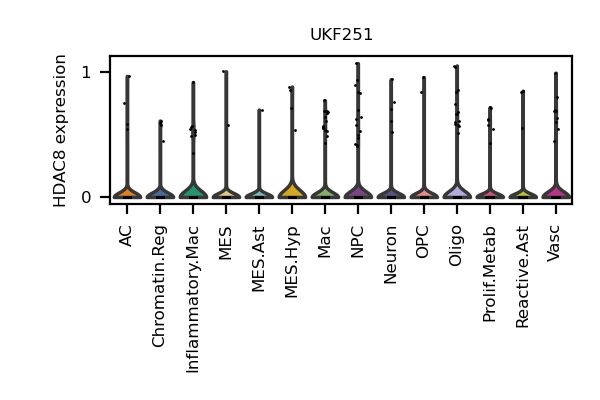 UKF251
HDAC8 expression
1
0
AC
Chromatin.Reg
Inflammatory.Mac
MES
MES.Ast
MES.Hyp
Mac
NPC
Neuron
OPC
Oligo
Prolif.Metab
Reactive.Ast
Vasc